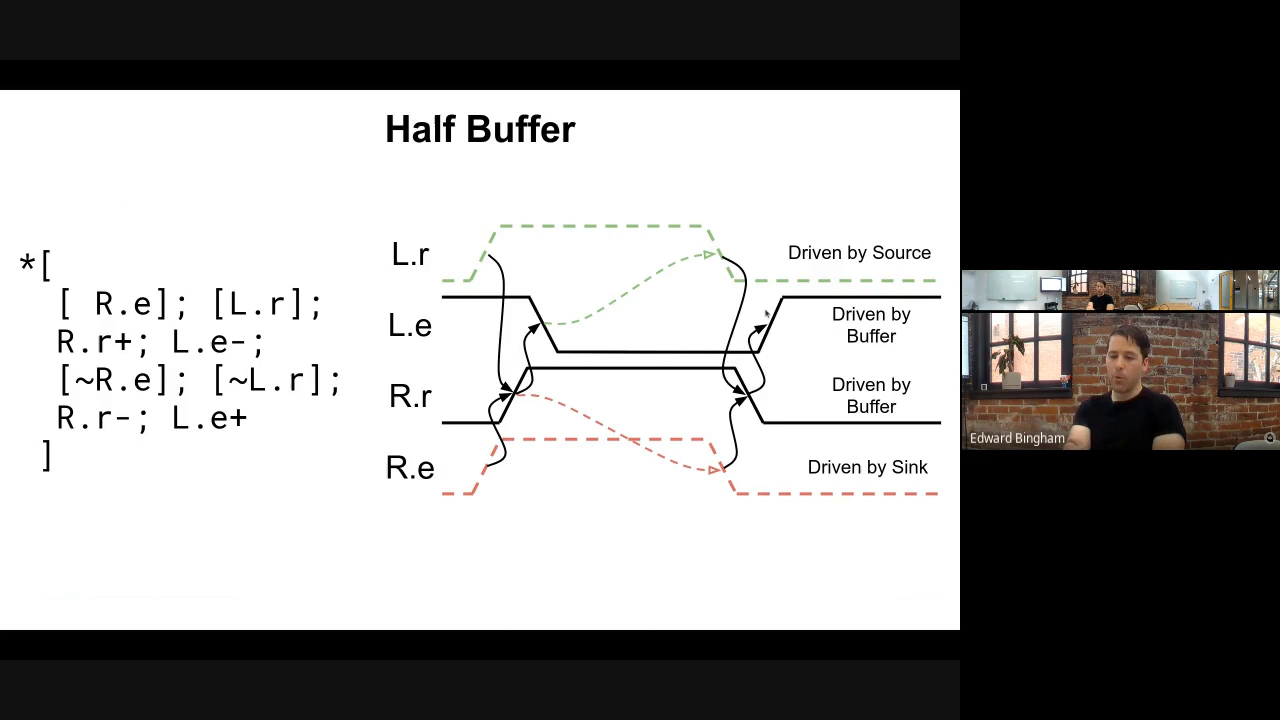 Half Buffer
*[
[ R.e]; [L.r];
R.r+; L.e-;
[~R.e]; [~L.r];
R.r-; L.e+
]
L.r
Driven by Source
L.e
Driven by
Buffer
R.r
Driven by
Buffer
R.e
Driven by Sink
Edward Bingham